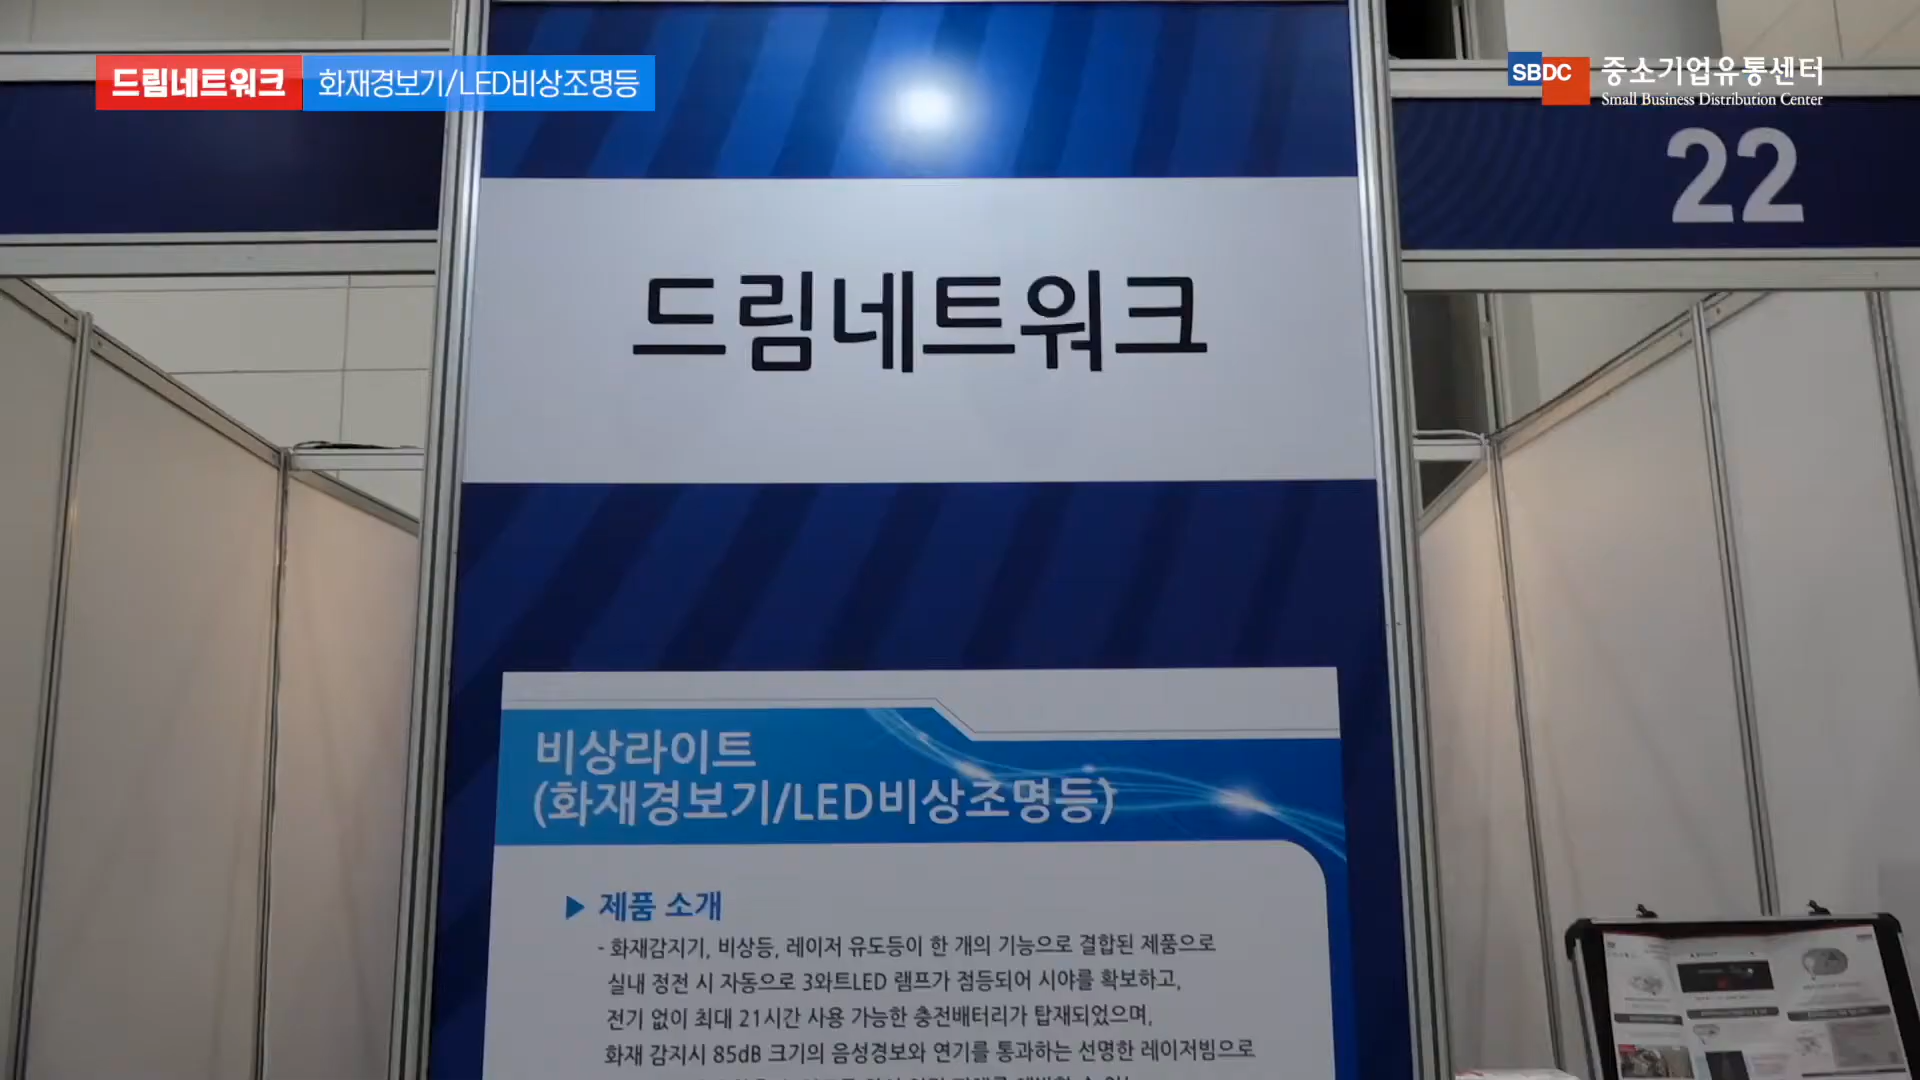 드림네트워크 화재경보기/LED비상조명등
SBDC 중소기업유통센터
Small Business Distribution Center
22
드림네트워크
비상라이트
(화재경보기/LED비상조명등)
▶ 제품 소개
- 화재감지기, 비상등, 레이저 유도등이 한 개의 기능으로 결합된 제품으로
실내 정전 시 자동으로 3와트LED 램프가 점등되어 시야를 확보하고,
전기 없이 최대 21시간 사용 가능한 충전배터리가 탑재되었으며,
화재 감지시 85dB 크기의 음성경보와 연기를 통과하는 선명한 레이저빔으로